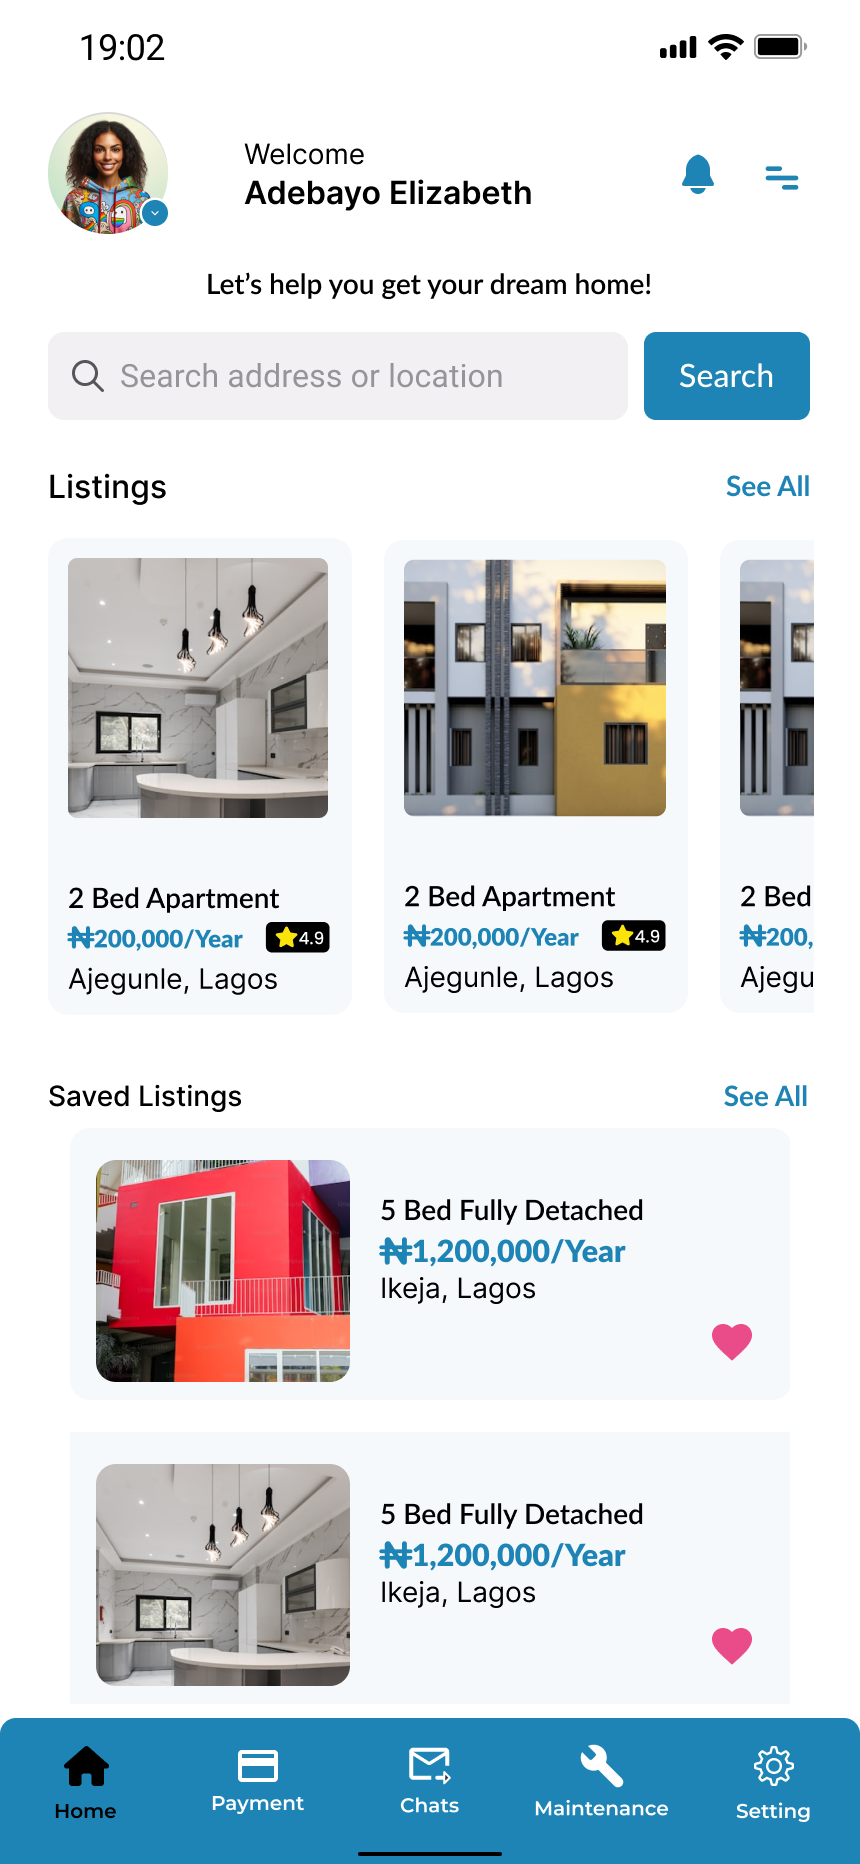 19:02
Welcome
Adebayo Elizabeth
Let’s help you get your dream home!
Search address or location
Search
Listings
See All
2 Bed Apartment
₦200,000/Year
4.9
Ajegunle, Lagos
2 Bed Apartment
₦200,000/Year
4.9
Ajegunle, Lagos
2 Bed
₦200,
Ajegu
Saved Listings
See All
5 Bed Fully Detached
₦1,200,000/Year
Ikeja, Lagos
5 Bed Fully Detached
₦1,200,000/Year
Ikeja, Lagos
Home
Payment
Chats
Maintenance
Setting